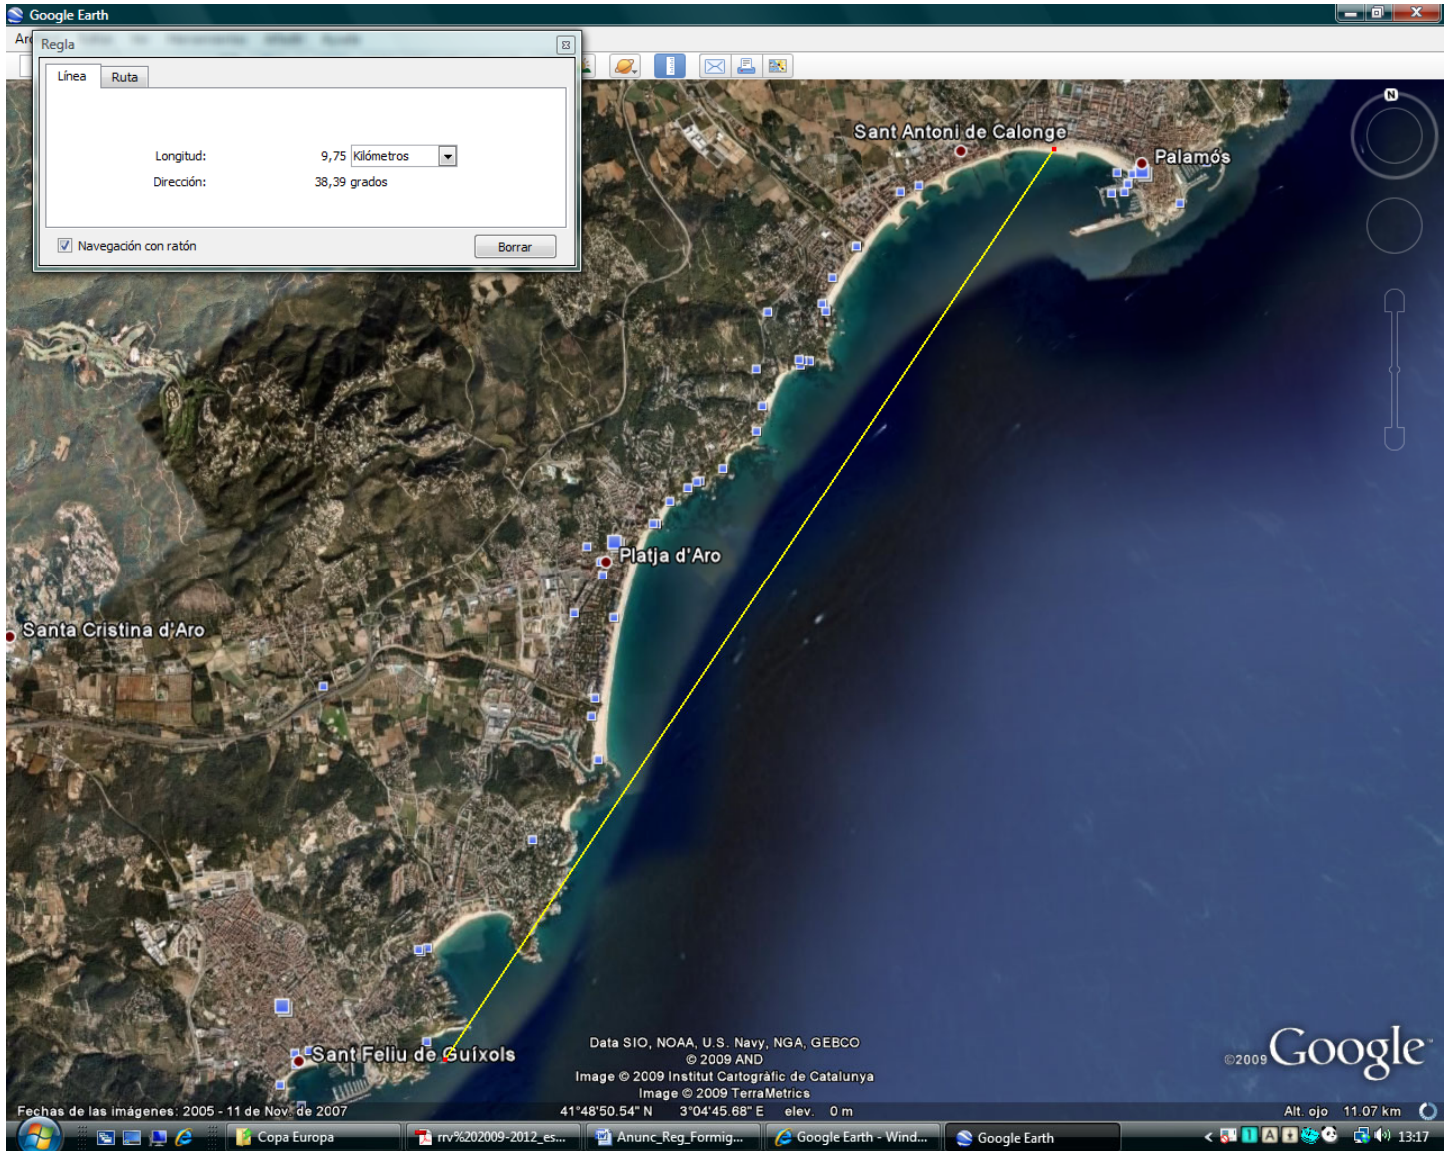 Google Earth
Regla
Línea Ruta
Longitud: 9,75 Kilómetros
Dirección: 38,39 grados
Navegación con ratón Borrar
N
Sant Antoni de Calonge
Palamós
Platja d'Aro
Santa Cristina d'Aro
Sant Feliu de Guíxols
Data SIO, NOAA, U.S. Navy, NGA, GEBCO
© 2009 AND
Image © 2009 Institut Cartogràfic de Catalunya
Image © 2009 TerraMetrics
©2009 Google
Fechas de las imágenes: 2005 - 11 de Nov. de 2007 41°48'50.54" N 3°04'45.68" E elev. 0 m Alt. ojo 11.07 km
Copa Europa rrv%202009-2012_es... Anunc_Reg_Formig... Google Earth - Wind... Google Earth 1 A 13:17